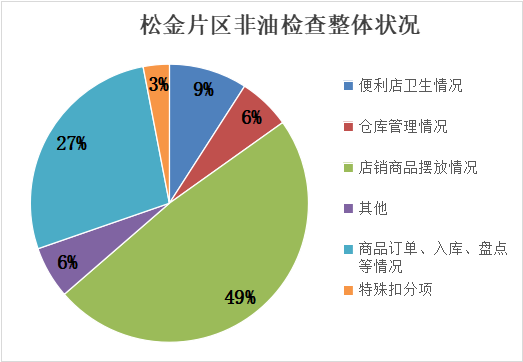 松金片区非油检查整体状况
3%
9%
6%
27%
6%
49%
便利店卫生情况
仓库管理情况
店销商品摆放情况
其他
商品订单、入库、盘点
等情况
特殊扣分项